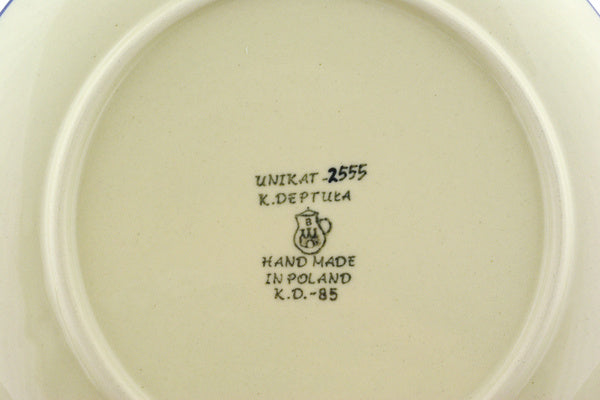 UNIKAT-2555
K.DEPTUŁA
B
HAND MADE
IN POLAND
K.D.-85